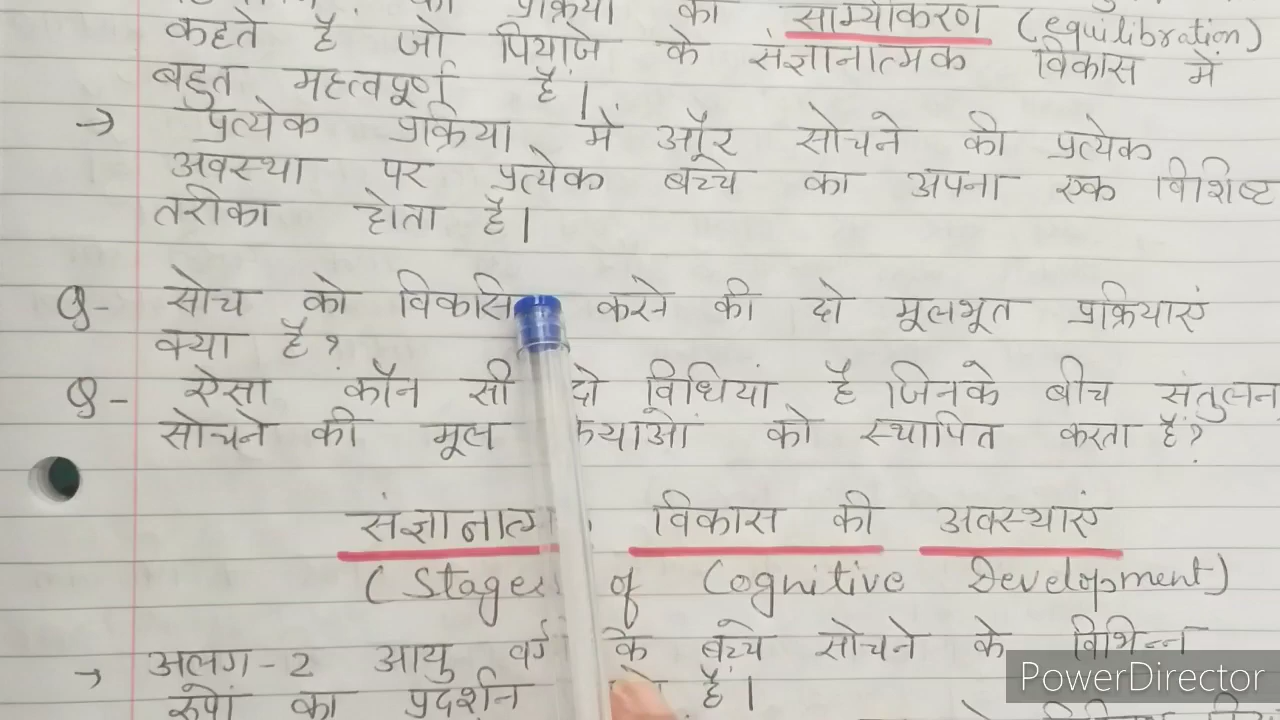 की प्रक्रिया को साम्यीकरण (equilibration)
कहते हैं जो पियाजे के संज्ञानात्मक विकास में
बहुत महत्वपूर्ण है।
→ प्रत्येक प्रक्रिया में और सोचने की प्रत्येक
अवस्था पर प्रत्येक बच्चे का अपना एक विशिष्ट
तरीका होता है।
Q- सोच को करने की दो मूलभूत प्रक्रियाएं
क्या है?
Q- ऐसा कौन सी दो विधियां है जिनके बीच संतुलन
सोचने की मूल को स्थापित करता है?
विकास की अवस्थाएं
(Stages of Cognitive Development)
→ अलग-2 आयु वर्ग के बच्चे सोचने के विभिन्न
रुपों का प्रदर्शन हैं।
PowerDirector